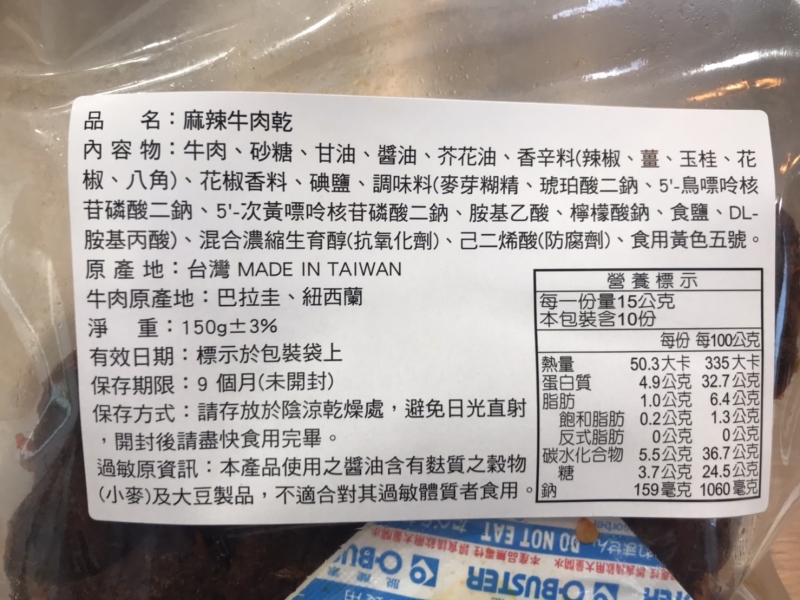 品　　名：麻辣牛肉乾
內 容 物：牛肉、砂糖、甘油、醬油、芥花油、香辛料(辣椒、薑、玉桂、花
椒、八角)、花椒香料、碘鹽、調味料(麥芽糊精、琥珀酸二鈉、5'-鳥嘌呤核
苷磷酸二鈉、5'-次黃嘌呤核苷磷酸二鈉、胺基乙酸、檸檬酸鈉、食鹽、DL-
胺基丙酸)、混合濃縮生育醇(抗氧化劑)、己二烯酸(防腐劑)、食用黃色五號。
原 產 地：台灣 MADE IN TAIWAN
牛肉原產地：巴拉圭、紐西蘭
淨　　重：150g±3%
有效日期：標示於包裝袋上
保存期限：9 個月(未開封)
保存方式：請存放於陰涼乾燥處，避免日光直射
，開封後請盡快食用完畢。
過敏原資訊：本產品使用之醬油含有麩質之穀物
(小麥)及大豆製品，不適合對其過敏體質者食用。
營養標示
每一份量15公克
本包裝含10份
每份 每100公克
熱量 50.3大卡 335大卡
蛋白質 4.9公克 32.7公克
脂肪 1.0公克 6.4公克
飽和脂肪 0.2公克 1.3公克
反式脂肪 0公克 0公克
碳水化合物 5.5公克 36.7公克
糖 3.7公克 24.5公克
鈉 159毫克 1060毫克
DO NOT EAT
O-BUSTER
O-BU